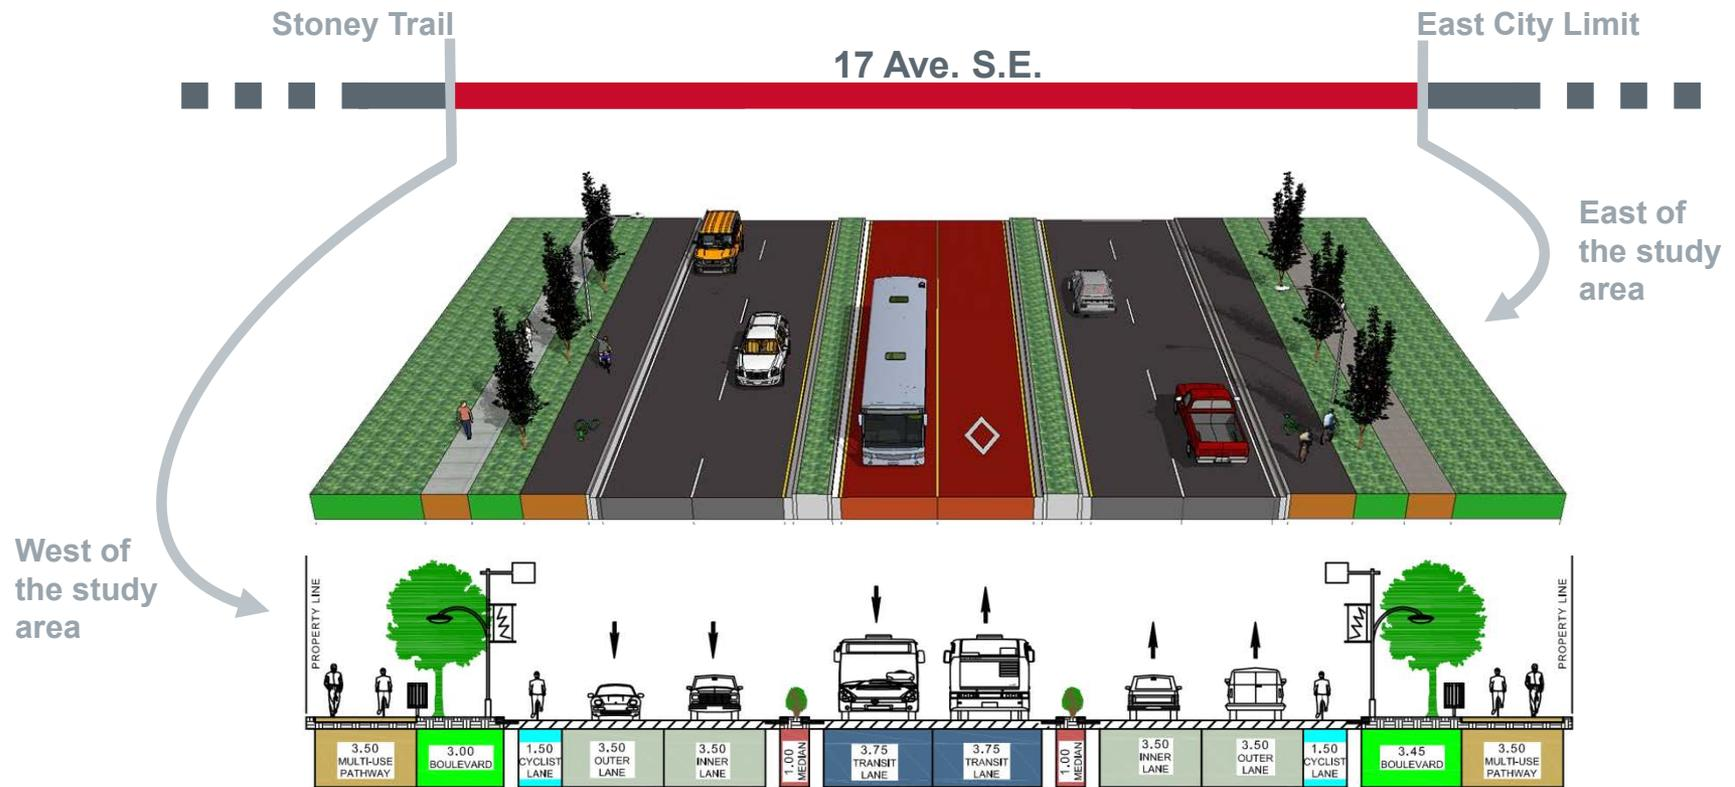 Stoney Trail
East City Limit
17 Ave. S.E.
East of
the study
area
West of
the study
area
PROPERTY LINE
PROPERTY LINE
3.50
MULTI-USE
PATHWAY
3.00
BOULEVARD
1.50
CYCLIST
LANE
3.50
OUTER
LANE
3.50
INNER
LANE
1.00
MEDIAN
3.75
TRANSIT
LANE
3.75
TRANSIT
LANE
1.00
MEDIAN
3.50
INNER
LANE
3.50
OUTER
LANE
1.50
CYCLIST
LANE
3.45
BOULEVARD
3.50
MULTI-USE
PATHWAY